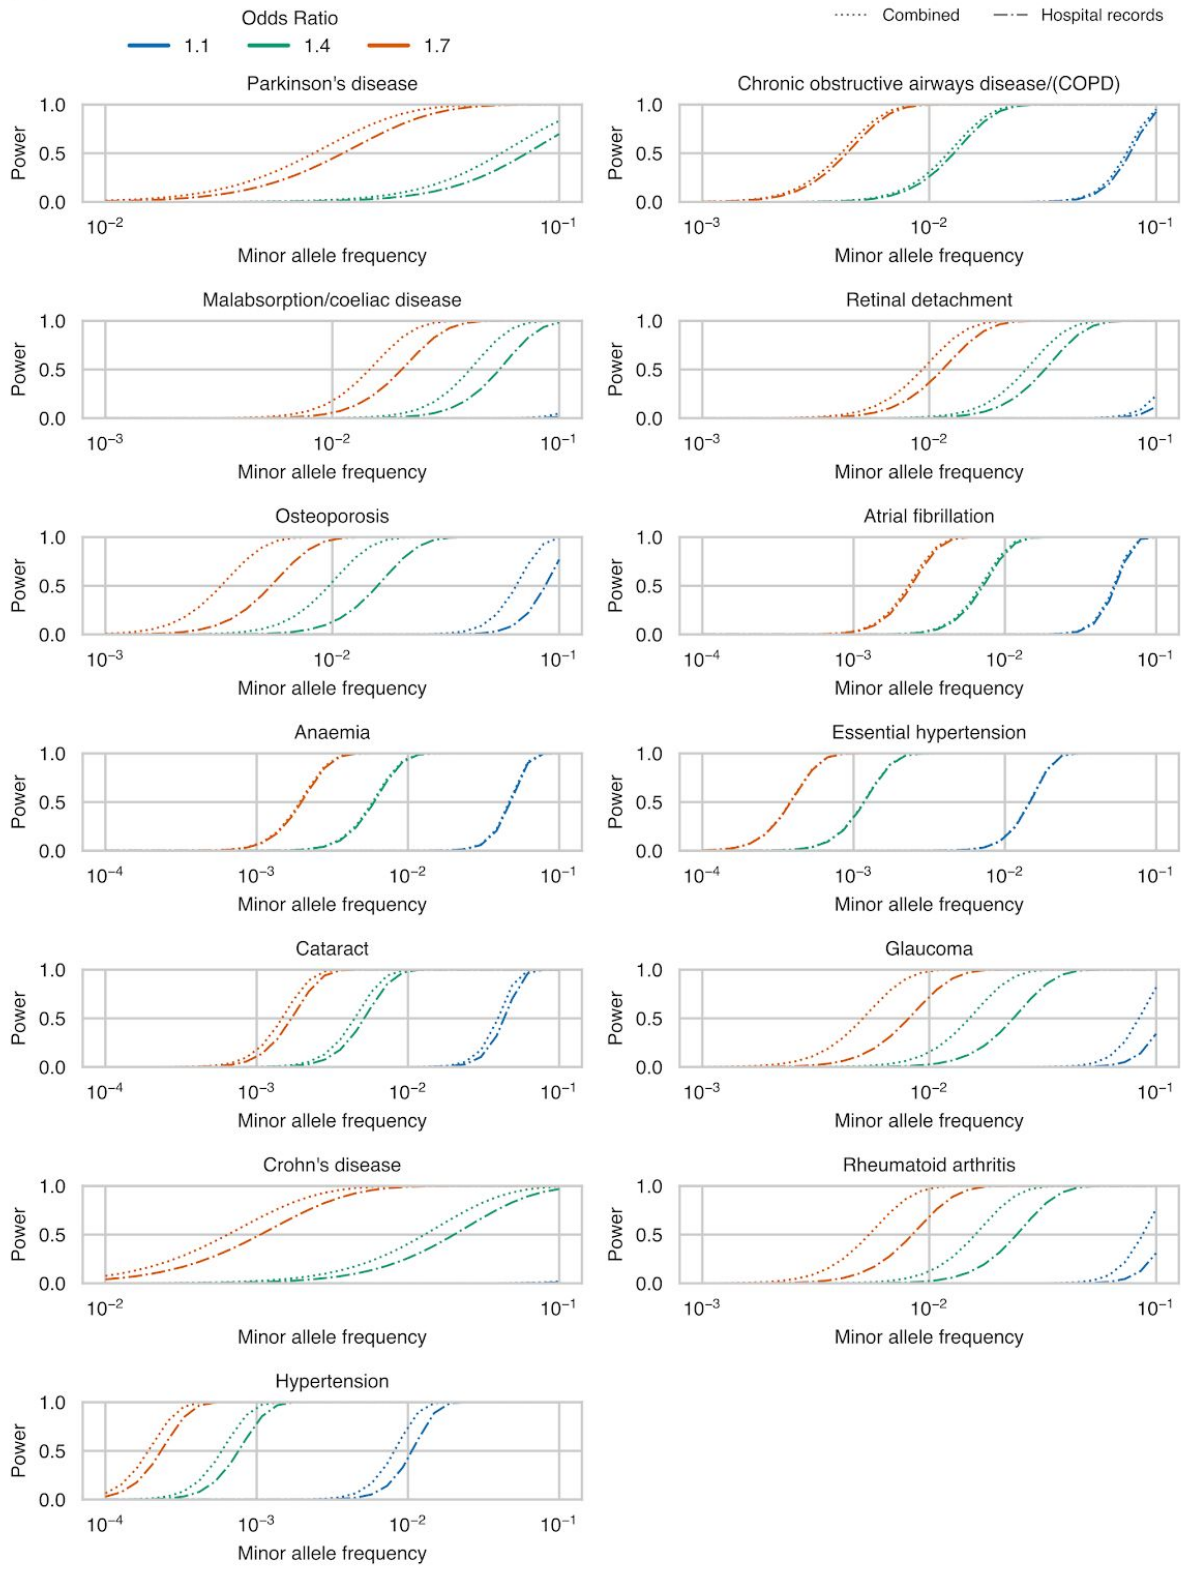 Odds Ratio
1.1 1.4 1.7
Combined Hospital records
Parkinson's disease
Power
1.0
0.5
0.0
10⁻² 10⁻¹
Minor allele frequency
Chronic obstructive airways disease/(COPD)
Power
1.0
0.5
0.0
10⁻³ 10⁻² 10⁻¹
Minor allele frequency
Malabsorption/coeliac disease
Power
1.0
0.5
0.0
10⁻³ 10⁻² 10⁻¹
Minor allele frequency
Retinal detachment
Power
1.0
0.5
0.0
10⁻³ 10⁻² 10⁻¹
Minor allele frequency
Osteoporosis
Power
1.0
0.5
0.0
10⁻³ 10⁻² 10⁻¹
Minor allele frequency
Atrial fibrillation
Power
1.0
0.5
0.0
10⁻⁴ 10⁻³ 10⁻² 10⁻¹
Minor allele frequency
Anaemia
Power
1.0
0.5
0.0
10⁻⁴ 10⁻³ 10⁻² 10⁻¹
Minor allele frequency
Essential hypertension
Power
1.0
0.5
0.0
10⁻⁴ 10⁻³ 10⁻² 10⁻¹
Minor allele frequency
Cataract
Power
1.0
0.5
0.0
10⁻⁴ 10⁻³ 10⁻² 10⁻¹
Minor allele frequency
Glaucoma
Power
1.0
0.5
0.0
10⁻³ 10⁻² 10⁻¹
Minor allele frequency
Crohn's disease
Power
1.0
0.5
0.0
10⁻² 10⁻¹
Minor allele frequency
Rheumatoid arthritis
Power
1.0
0.5
0.0
10⁻³ 10⁻² 10⁻¹
Minor allele frequency
Hypertension
Power
1.0
0.5
0.0
10⁻⁴ 10⁻³ 10⁻² 10⁻¹
Minor allele frequency